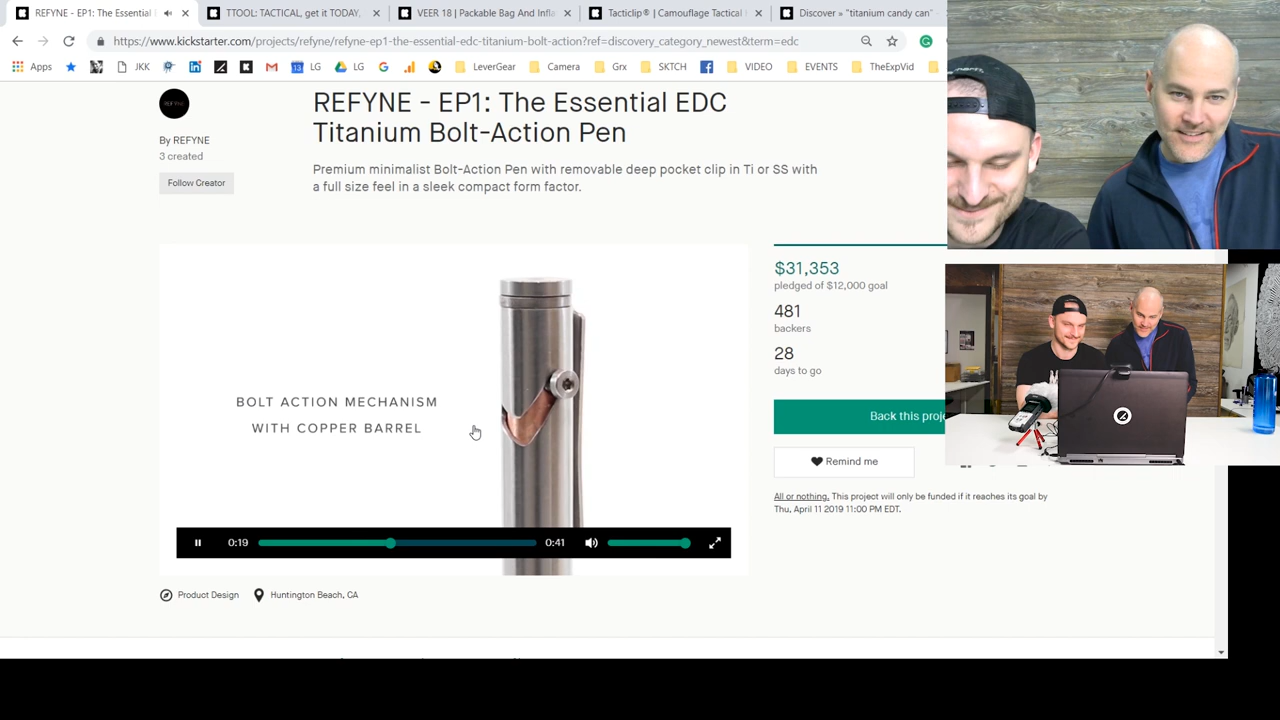 REFYNE - EP1: The Essential E
TTOOL: TACTICAL, get it TODAY,
VEER 18 | Packable Bag And Infla
Tacticlip® | Camouflage Tactical
Discover » "titanium candy can"
https://www.kickstarter.com/projects/refyne/refyne-ep1-the-essential-edc-titanium-bolt-action?ref=discovery_category_newest&term=edc
Apps JKK LG LG LeverGear Camera Grx SKTCH VIDEO EVENTS TheExpVid
REFYNE - EP1: The Essential EDC
Titanium Bolt-Action Pen
By REFYNE
3 created
Follow Creator
Premium minimalist Bolt-Action Pen with removable deep pocket clip in Ti or SS with
a full size feel in a sleek compact form factor.
BOLT ACTION MECHANISM
WITH COPPER BARREL
0:19
0:41
$31,353
pledged of $12,000 goal
481
backers
28
days to go
Back this proje
Remind me
All or nothing. This project will only be funded if it reaches its goal by
Thu, April 11 2019 11:00 PM EDT.
Product Design
Huntington Beach, CA